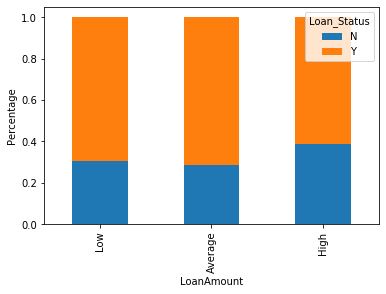 Loan_Status
N
Y
1.0
0.8
0.6
0.4
0.2
0.0
Percentage
Low
Average
High
LoanAmount